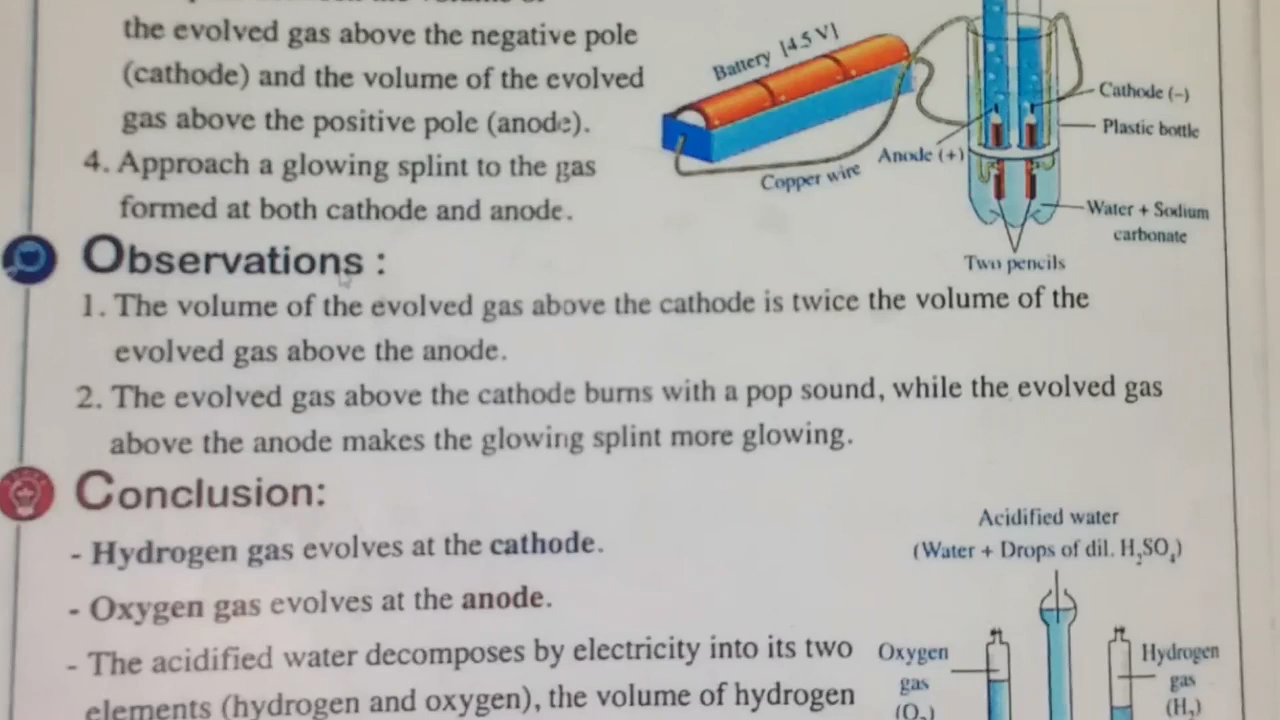 the evolved gas above the negative pole
(cathode) and the volume of the evolved
gas above the positive pole (anode).
4. Approach a glowing splint to the gas
formed at both cathode and anode.
Battery [4.5 V]
Copper wire
Anode (+)
Cathode (-)
Plastic bottle
Water + Sodium
carbonate
Two pencils
Observations :
1. The volume of the evolved gas above the cathode is twice the volume of the
evolved gas above the anode.
2. The evolved gas above the cathode burns with a pop sound, while the evolved gas
above the anode makes the glowing splint more glowing.
Conclusion:
- Hydrogen gas evolves at the cathode.
- Oxygen gas evolves at the anode.
- The acidified water decomposes by electricity into its two
elements (hydrogen and oxygen), the volume of hydrogen
Acidified water
(Water + Drops of dil. H₂SO₄)
Oxygen
gas
(O₂)
Hydrogen
gas
(H₂)